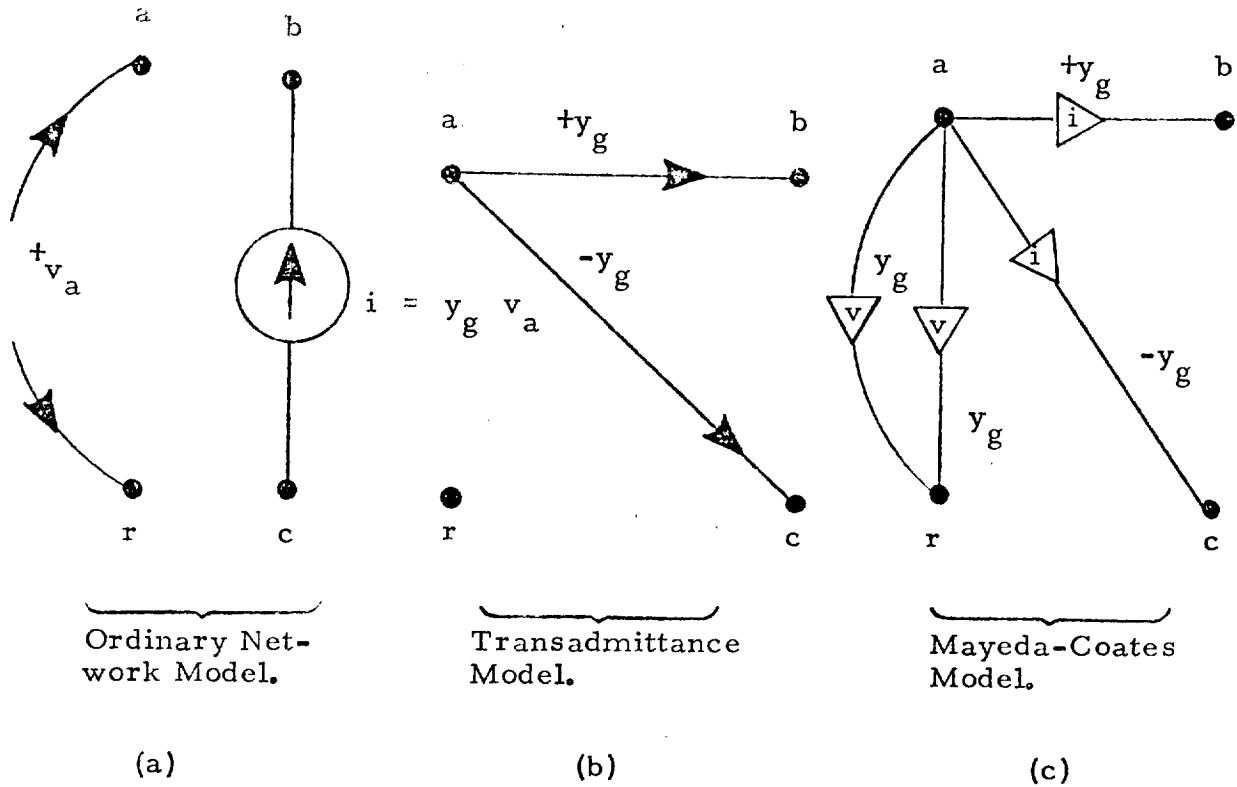 a
b
+v_a
i = y_g v_a
r
c
Ordinary Net-
work Model.
(a)
a
+y_g
b
-y_g
r
c
Transadmittance
Model.
(b)
a
+y_g
b
i
i
y_g
v
v
-y_g
y_g
r
c
Mayeda-Coates
Model.
(c)